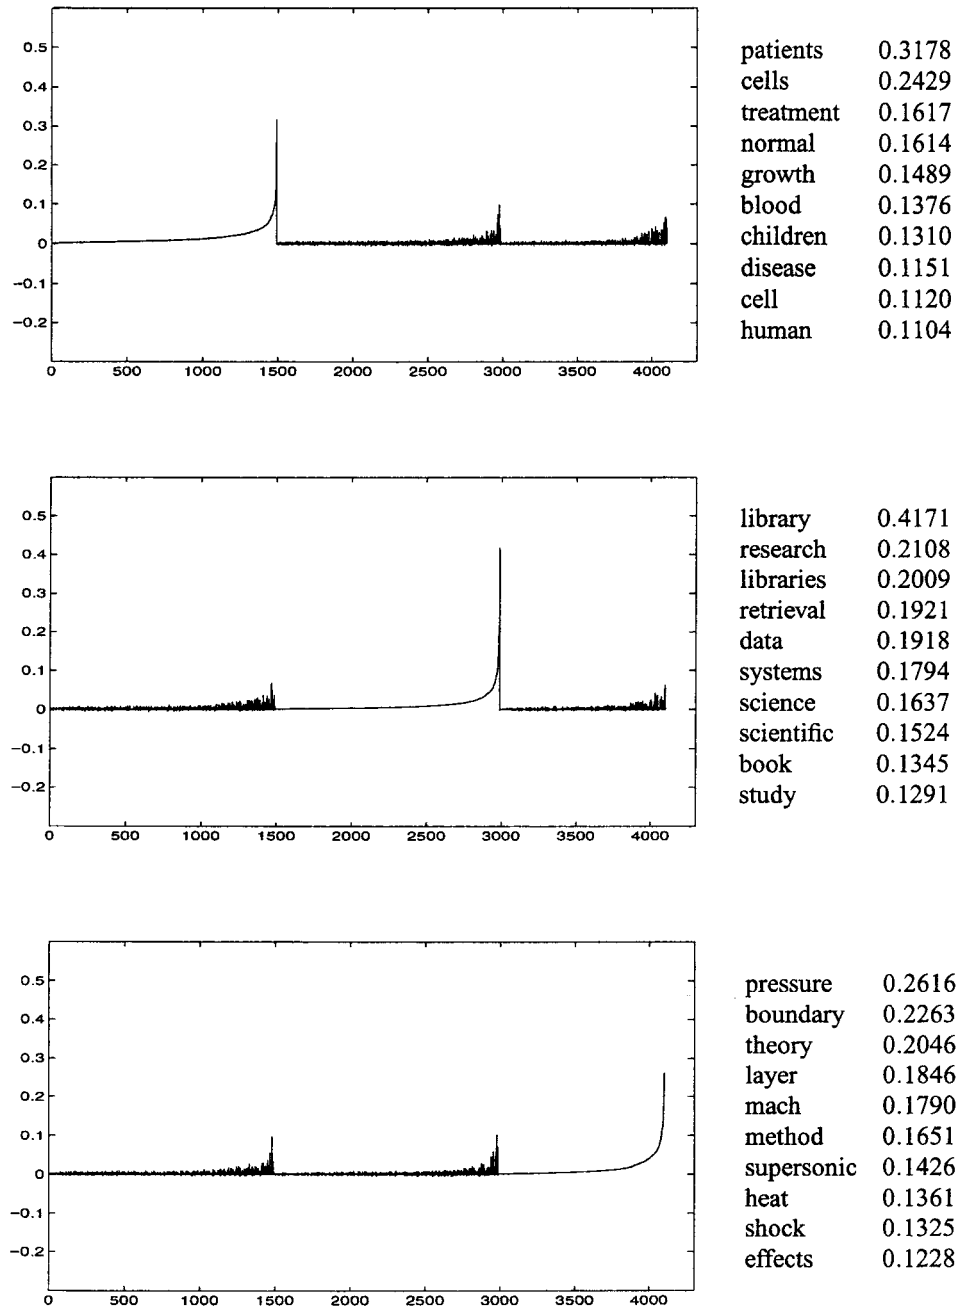 0.5
0.4
0.3
0.2
0.1
0
-0.1
-0.2
0 500 1000 1500 2000 2500 3000 3500 4000
patients 0.3178
cells 0.2429
treatment 0.1617
normal 0.1614
growth 0.1489
blood 0.1376
children 0.1310
disease 0.1151
cell 0.1120
human 0.1104
0.5
0.4
0.3
0.2
0.1
0
-0.1
-0.2
0 500 1000 1500 2000 2500 3000 3500 4000
library 0.4171
research 0.2108
libraries 0.2009
retrieval 0.1921
data 0.1918
systems 0.1794
science 0.1637
scientific 0.1524
book 0.1345
study 0.1291
0.5
0.4
0.3
0.2
0.1
0
-0.1
-0.2
0 500 1000 1500 2000 2500 3000 3500 4000
pressure 0.2616
boundary 0.2263
theory 0.2046
layer 0.1846
mach 0.1790
method 0.1651
supersonic 0.1426
heat 0.1361
shock 0.1325
effects 0.1228